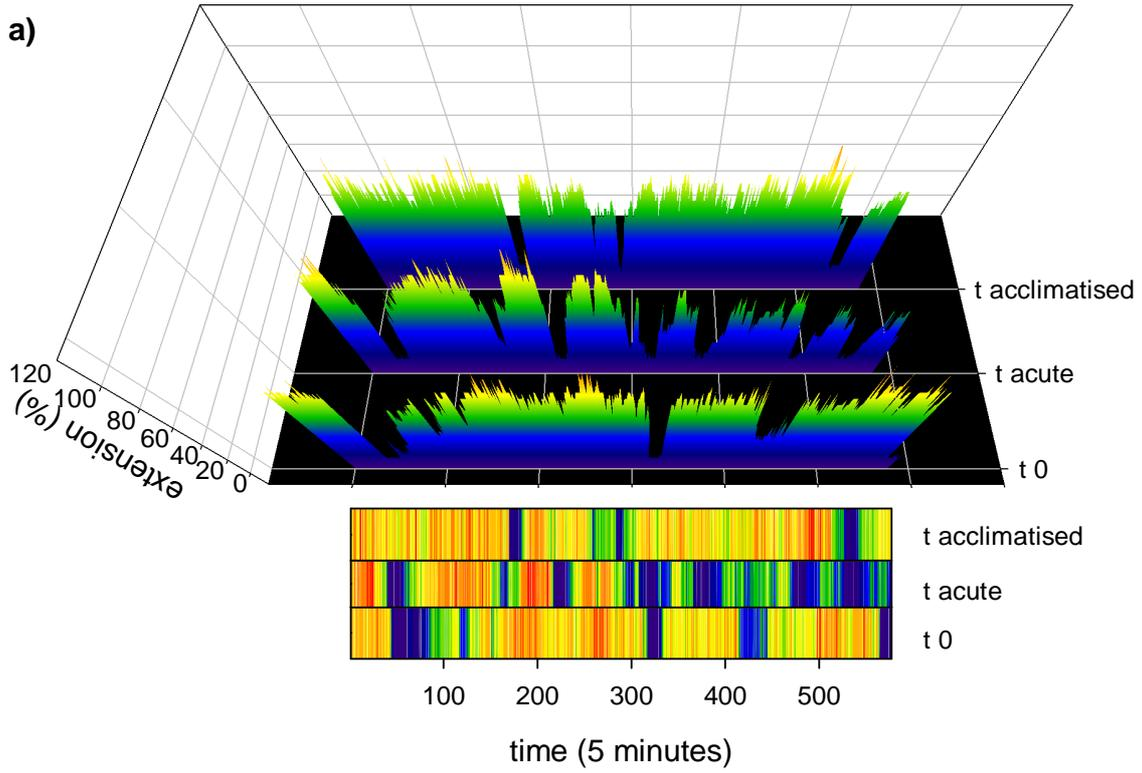 a)
t acclimatised
t acute
t 0
120
100
80
60
40
20
0
extension (%)
t acclimatised
t acute
t 0
100 200 300 400 500
time (5 minutes)